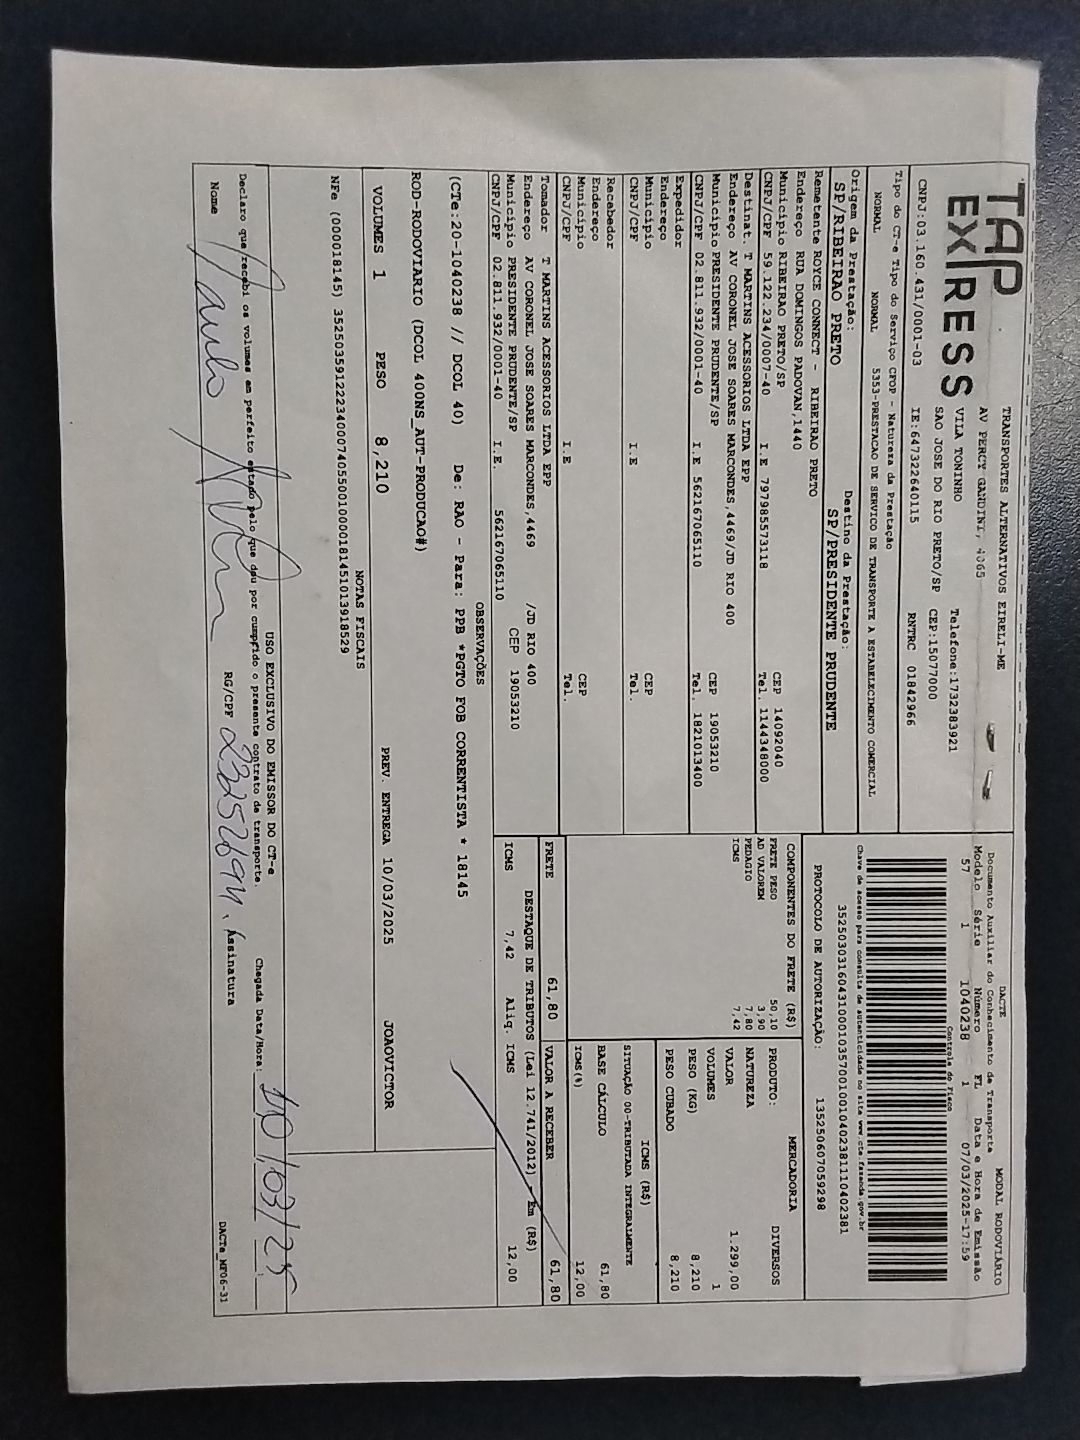 TAP
EXPRESS
TRANSPORTES ALTERNATIVOS EIRELI-ME
AV PERCY GANDINI, 4065
VILA TONINHO Telefone:1732383921
SAO JOSE DO RIO PRETO/SP CEP:15077000
CNPJ:03.160.431/0001-03 IE:647322640115 RNTRC 01842966
Tipo do CT-e Tipo do Serviço CFOP - Natureza da Prestação
NORMAL NORMAL 5353-PRESTACAO DE SERVICO DE TRANSPORTE A ESTABELECIMENTO COMERCIAL
Origem da Prestação: Destino da Prestação:
SP/RIBEIRAO PRETO SP/PRESIDENTE PRUDENTE
DACTE MODAL RODOVIÁRIO
Documento Auxiliar do Conhecimento de Transporte
Modelo Série Número FL Data e Hora de Emissão
57 1 1040238 1 07/03/2025-17:59
Controle do Fisco
Chave de acesso para consulta de autenticidade no site www.cte.fazenda.gov.br
35250303160431000103570010010402381110402381
PROTOCOLO DE AUTORIZAÇÃO: 135250607059298
Remetente ROYCE CONNECT - RIBEIRAO PRETO
Endereço RUA DOMINGOS PADOVAN,1440
Município RIBEIRAO PRETO/SP CEP 14092040
CNPJ/CPF 59.122.234/0007-40 I.E 797985573118 Tel. 1144348000
Destinat. T MARTINS ACESSORIOS LTDA EPP
Endereço AV CORONEL JOSE SOARES MARCONDES,4469/JD RIO 400
Município PRESIDENTE PRUDENTE/SP CEP 19053210
CNPJ/CPF 02.811.932/0001-40 I.E 562167065110 Tel. 1821013400
Expedidor
Endereço
Município CEP
CNPJ/CPF I.E Tel.
Recebedor
Endereço
Município CEP
CNPJ/CPF I.E Tel.
Tomador T MARTINS ACESSORIOS LTDA EPP
Endereço AV CORONEL JOSE SOARES MARCONDES,4469 /JD RIO 400
Município PRESIDENTE PRUDENTE/SP CEP 19053210
CNPJ/CPF 02.811.932/0001-40 I.E. 562167065110
COMPONENTES DO FRETE (R$)
FRETE PESO 50,10
AD VALOREM 3,90
PEDAGIO 7,80
ICMS 7,42
MERCADORIA
PRODUTO: DIVERSOS
NATUREZA
VALOR 1.299,00
VOLUMES 1
PESO (KG) 8,210
PESO CUBADO 8,210
ICMS (R$)
SITUAÇÃO 00-TRIBUTADA INTEGRALMENTE
BASE CÁLCULO 61,80
ICMS(%) 12,00
FRETE 61,80 VALOR A RECEBER 61,80
DESTAQUE DE TRIBUTOS (Lei 12.741/2012) Em (R$)
ICMS 7,42 Aliq. ICMS 12,00
OBSERVAÇÕES
(CTe:20-1040238 // DCOL 40) De: RAO - Para: PPB *PGTO FOB CORRENTISTA * 18145
ROD-RODOVIARIO (DCOL 400NS_AUT-PRODUCAO#)
VOLUMES 1 PESO 8,210 PREV. ENTREGA 10/03/2025 JOAOVICTOR
NOTAS FISCAIS
NFe (000018145) 35250359122234000740550010000181451013918529
USO EXCLUSIVO DO EMISSOR DO CT-e
Declaro que recebi os volumes em perfeito estado pelo que dou por cumprido o presente contrato de transporte. Chegada Data/Hora: 10/03/25
Nome RG/CPF Assinatura
DACTe_MF06-31